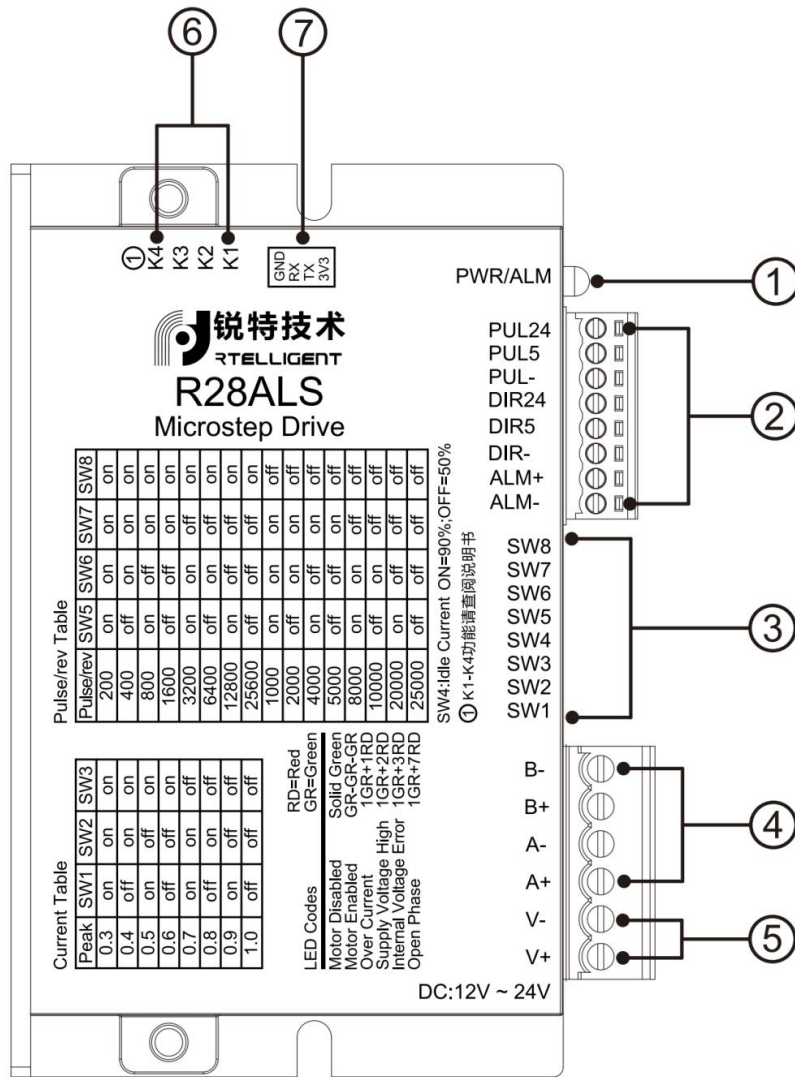 ⑥
⑦
① K4
K3
K2
K1
GND
RX
TX
3V3
锐特技术
RTELLIGENT
R28ALS
Microstep Drive
PWR/ALM
①
PUL24
PUL5
PUL-
DIR24
DIR5
DIR-
ALM+
ALM-
②
SW8
SW7
SW6
SW5
SW4
SW3
SW2
SW1
③
B-
B+
A-
A+
④
V-
V+
⑤
DC:12V ~ 24V
Pulse/rev Table
Pulse/rev SW5 SW6 SW7 SW8
200 on on on on
400 off on on on
800 on off on on
1600 off off on on
3200 on on off on
6400 off on off on
12800 on off off on
25600 off off off on
1000 on on on off
2000 off on on off
4000 on off on off
5000 off off on off
8000 on on off off
10000 off on off off
20000 on off off off
25000 off off off off
SW4:Idle Current ON=90%;OFF=50%
① K1-K4功能请查阅说明书
Current Table
Peak SW1 SW2 SW3
0.3 on on on
0.4 off on on
0.5 on off on
0.6 off off on
0.7 on on off
0.8 off on off
0.9 on off off
1.0 off off off
RD=Red
LED Codes GR=Green
Motor Disabled Solid Green
Motor Enabled GR-GR-GR
Over Current 1GR+1RD
Supply Voltage High 1GR+2RD
Internal Voltage Error 1GR+3RD
Open Phase 1GR+7RD